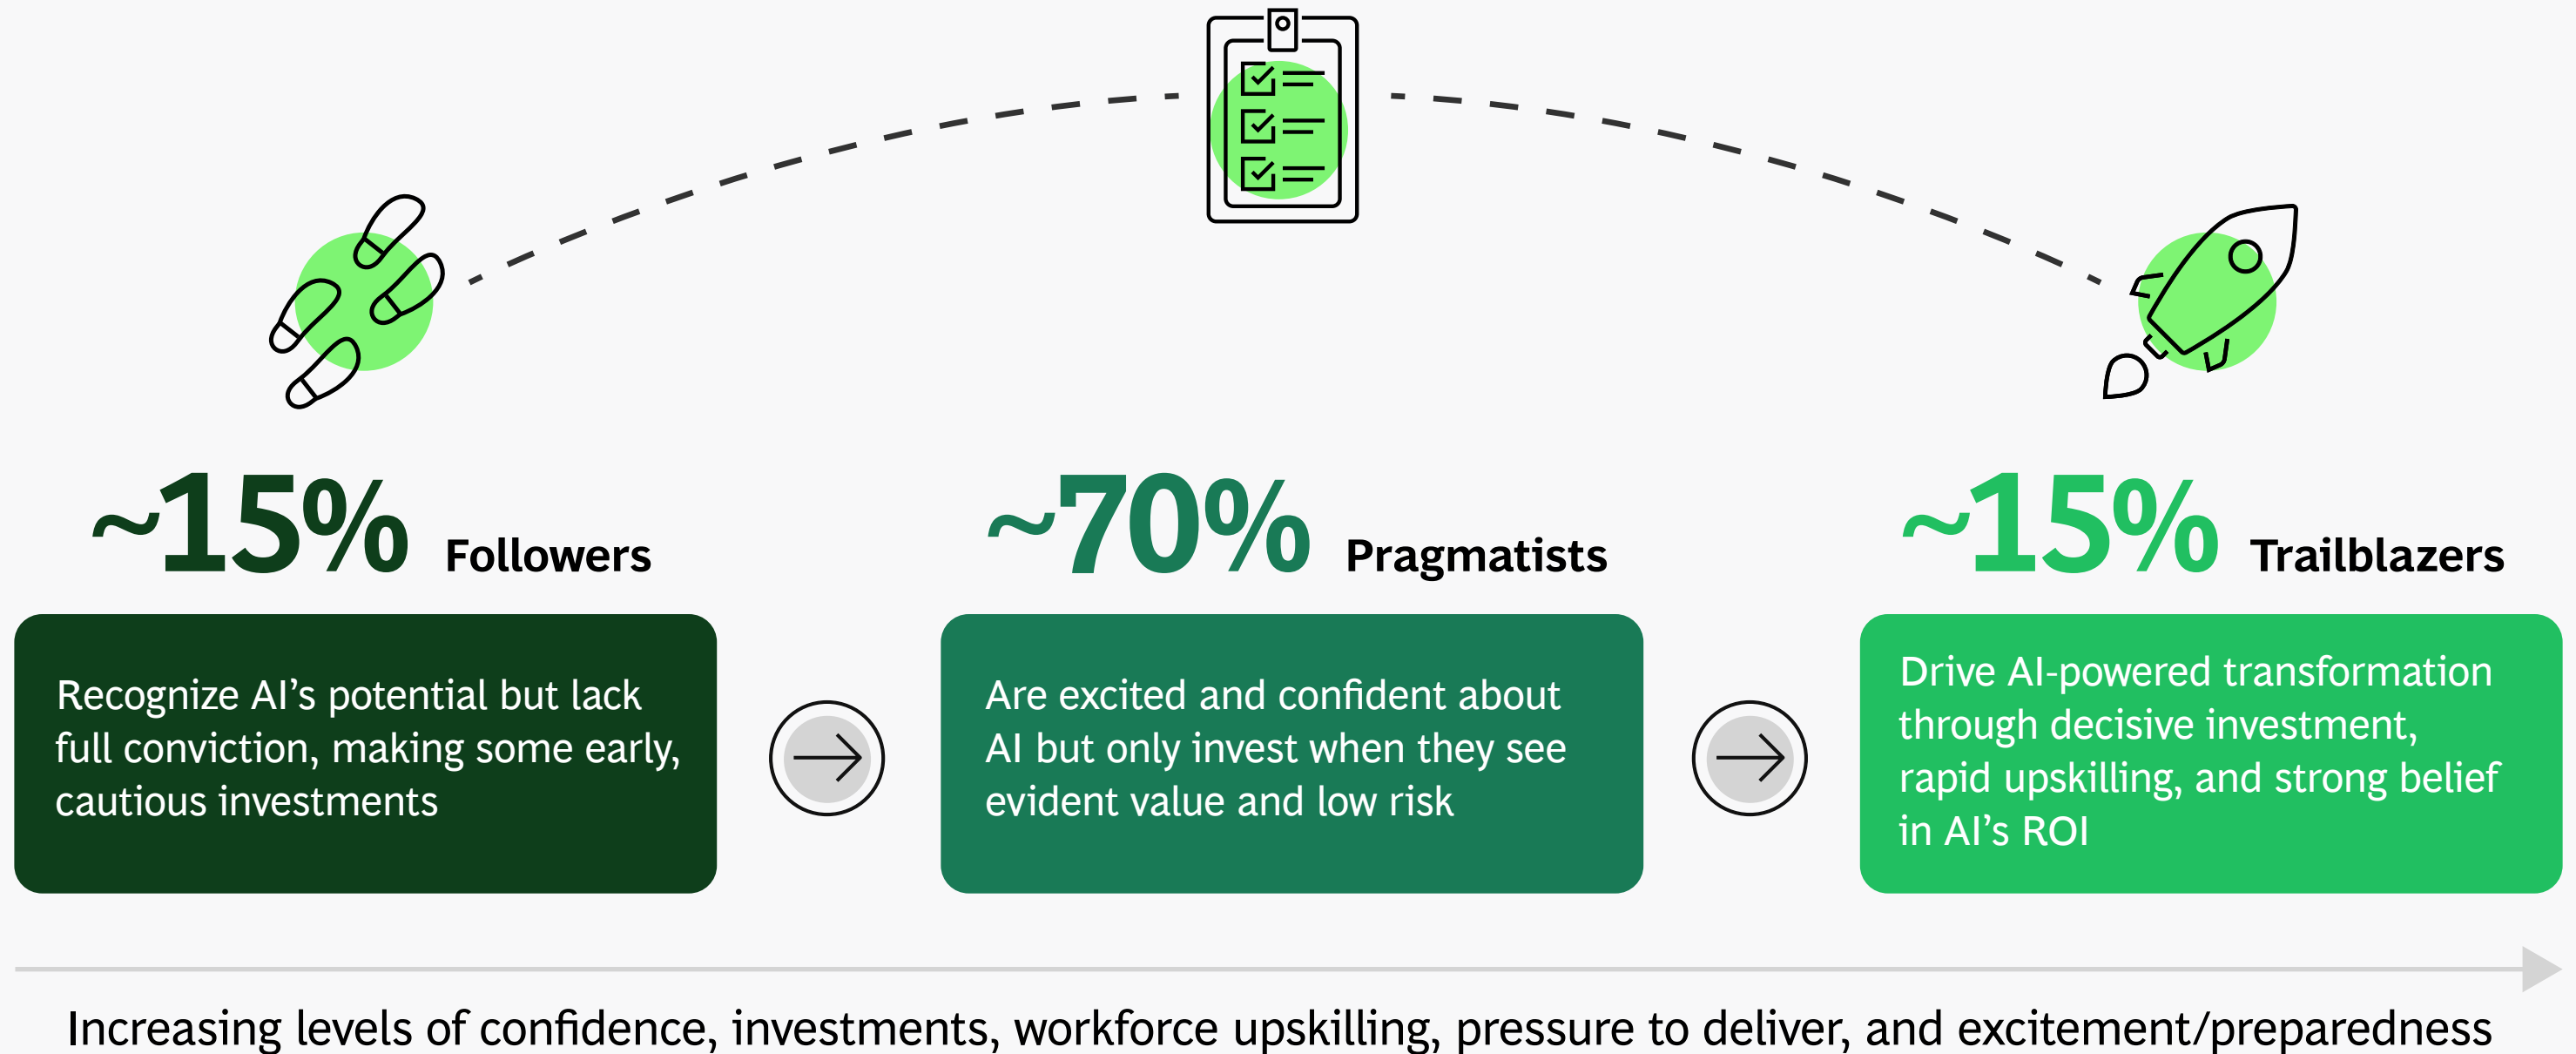 ~15% Followers
Recognize AI’s potential but lack
full conviction, making some early,
cautious investments
~70% Pragmatists
Are excited and confident about
AI but only invest when they see
evident value and low risk
~15% Trailblazers
Drive AI-powered transformation
through decisive investment,
rapid upskilling, and strong belief
in AI’s ROI
Increasing levels of confidence, investments, workforce upskilling, pressure to deliver, and excitement/preparedness